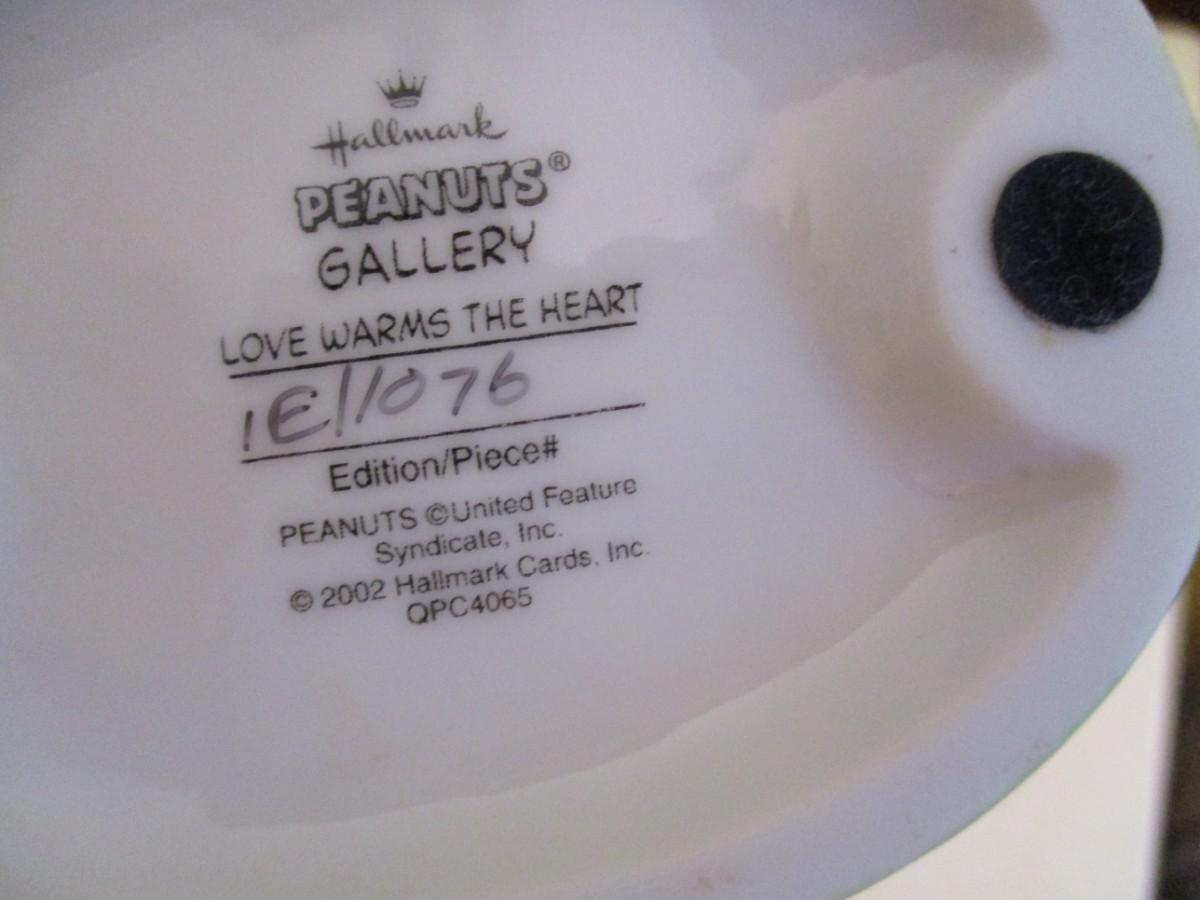 Hallmark
PEANUTS®
GALLERY
LOVE WARMS THE HEART
1E/1076
Edition/Piece#
PEANUTS ©United Feature
Syndicate, Inc.
© 2002 Hallmark Cards, Inc.
QPC4065